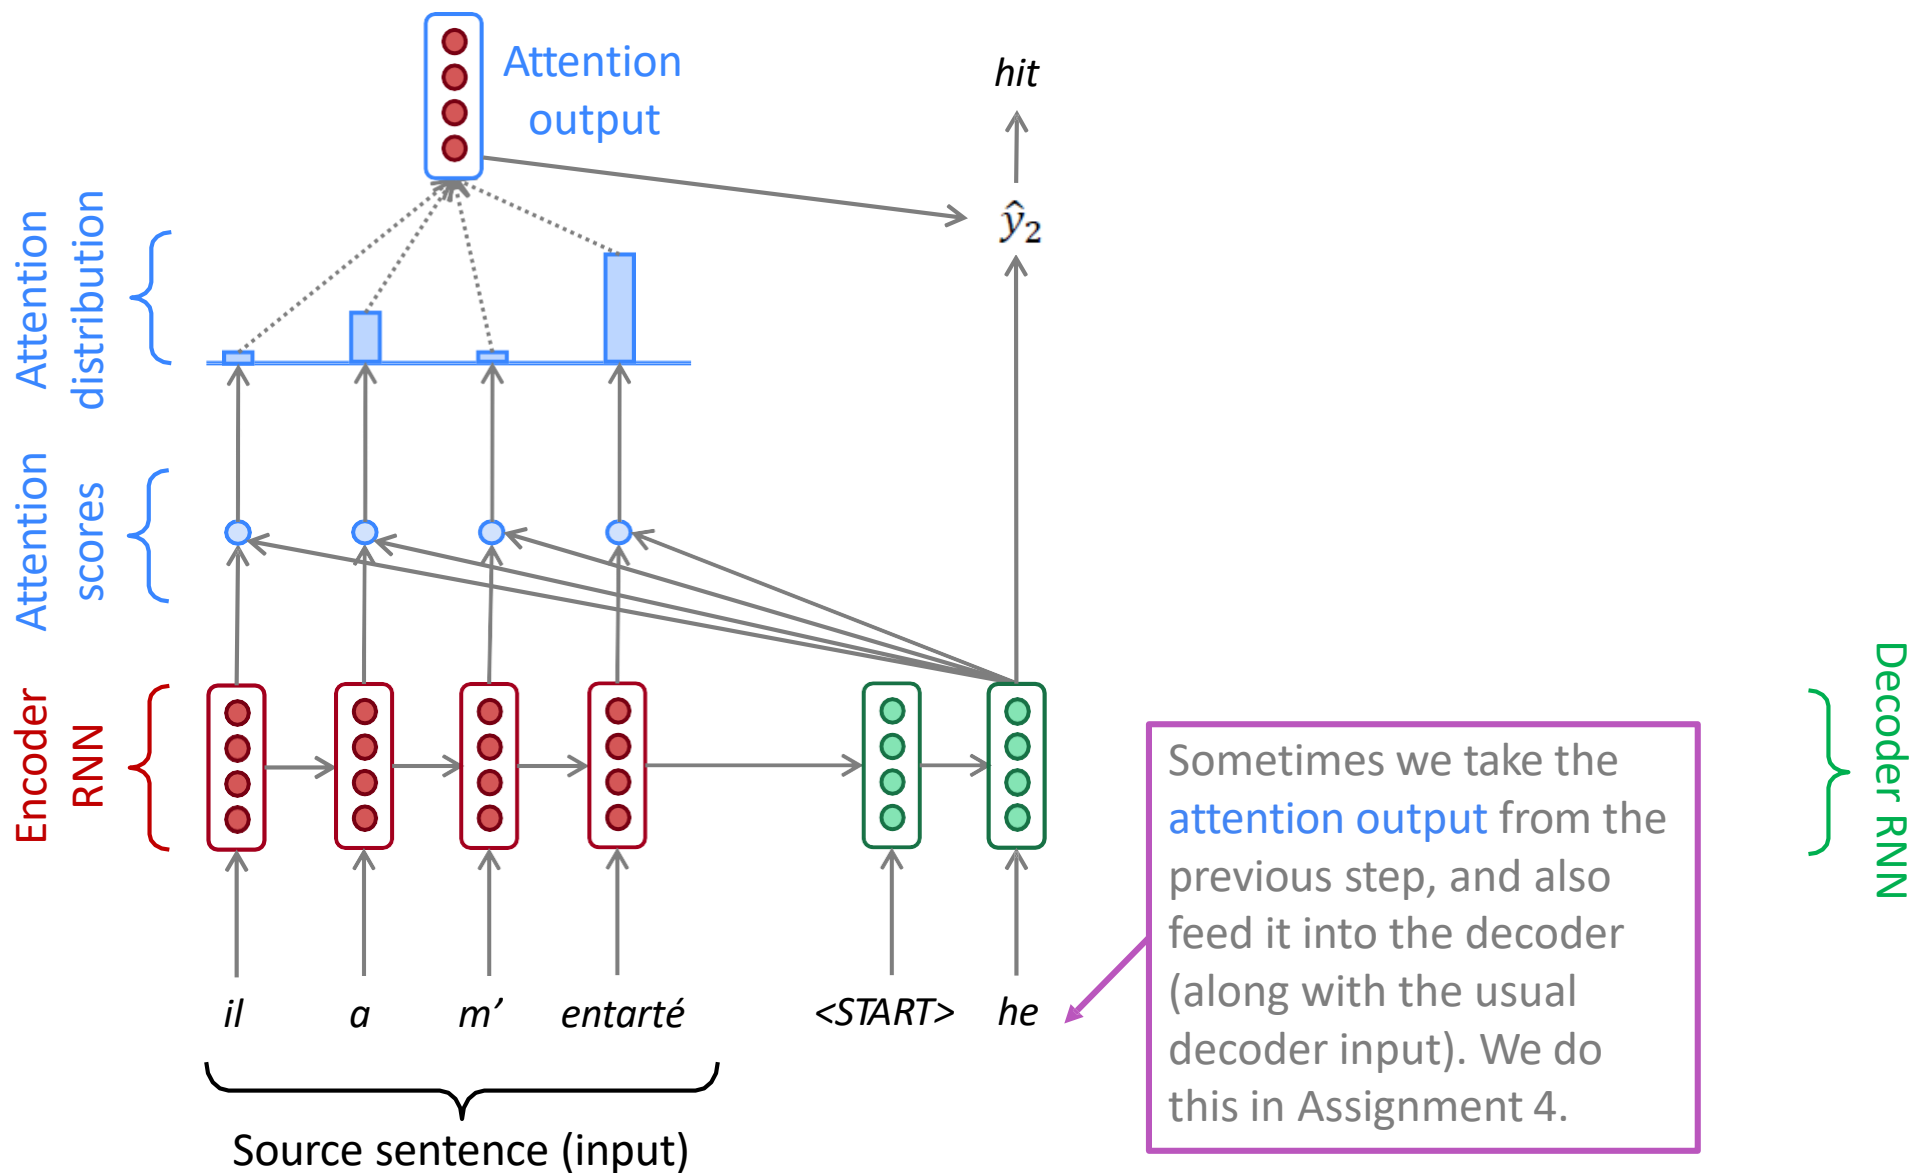 Attention
output
hit
ŷ₂
Attention
distribution
Attention
scores
Encoder
RNN
Decoder RNN
Sometimes we take the
attention output from the
previous step, and also
feed it into the decoder
(along with the usual
decoder input). We do
this in Assignment 4.
il a m’ entarté <START> he
Source sentence (input)